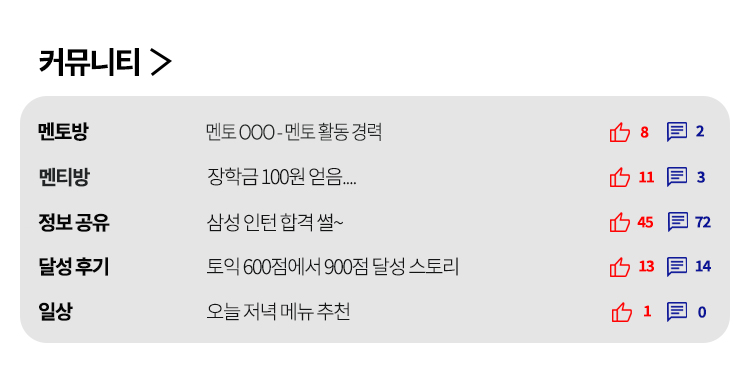 커뮤니티 >
멘토방 멘토 OOO - 멘토 활동 경력 8 2
멘티방 장학금 100원 얻음.... 11 3
정보 공유 삼성 인턴 합격 썰~ 45 72
달성 후기 토익 600점에서 900점 달성 스토리 13 14
일상 오늘 저녁 메뉴 추천 1 0